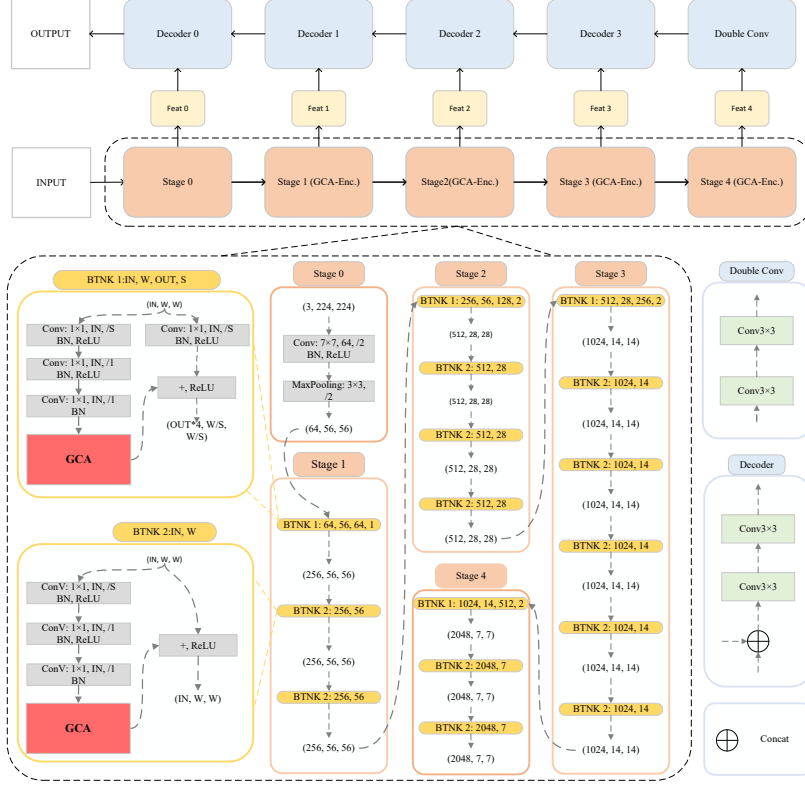 OUTPUT
Decoder 0
Decoder 1
Decoder 2
Decoder 3
Double Conv
Feat 0
Feat 1
Feat 2
Feat 3
Feat 4
INPUT
Stage 0
Stage 1 (GCA-Enc.)
Stage2(GCA-Enc.)
Stage 3 (GCA-Enc.)
Stage 4 (GCA-Enc.)
BTNK 1:IN, W, OUT, S
(IN, W, W)
Conv: 1×1, IN, /S
BN, ReLU
Conv: 1×1, IN, /1
BN, ReLU
ConV: 1×1, IN, /1
BN
GCA
Conv: 1×1, IN, /S
BN, ReLU
+, ReLU
(OUT*4, W/S,
W/S)
BTNK 2:IN, W
(IN, W, W)
ConV: 1×1, IN, /S
BN, ReLU
ConV: 1×1, IN, /1
BN, ReLU
ConV: 1×1, IN, /1
BN
GCA
+, ReLU
(IN, W, W)
Stage 0
(3, 224, 224)
Conv: 7×7, 64, /2
BN, ReLU
MaxPooling: 3×3,
/2
(64, 56, 56)
Stage 1
BTNK 1: 64, 56, 64, 1
(256, 56, 56)
BTNK 2: 256, 56
(256, 56, 56)
BTNK 2: 256, 56
(256, 56, 56)
Stage 2
BTNK 1: 256, 56, 128, 2
(512, 28, 28)
BTNK 2: 512, 28
(512, 28, 28)
BTNK 2: 512, 28
(512, 28, 28)
BTNK 2: 512, 28
(512, 28, 28)
Stage 4
BTNK 1: 1024, 14, 512, 2
(2048, 7, 7)
BTNK 2: 2048, 7
(2048, 7, 7)
BTNK 2: 2048, 7
(2048, 7, 7)
Stage 3
BTNK 1: 512, 28, 256, 2
(1024, 14, 14)
BTNK 2: 1024, 14
(1024, 14, 14)
BTNK 2: 1024, 14
(1024, 14, 14)
BTNK 2: 1024, 14
(1024, 14, 14)
BTNK 2: 1024, 14
(1024, 14, 14)
BTNK 2: 1024, 14
(1024, 14, 14)
Double Conv
Conv3×3
Conv3×3
Decoder
Conv3×3
Conv3×3
Concat